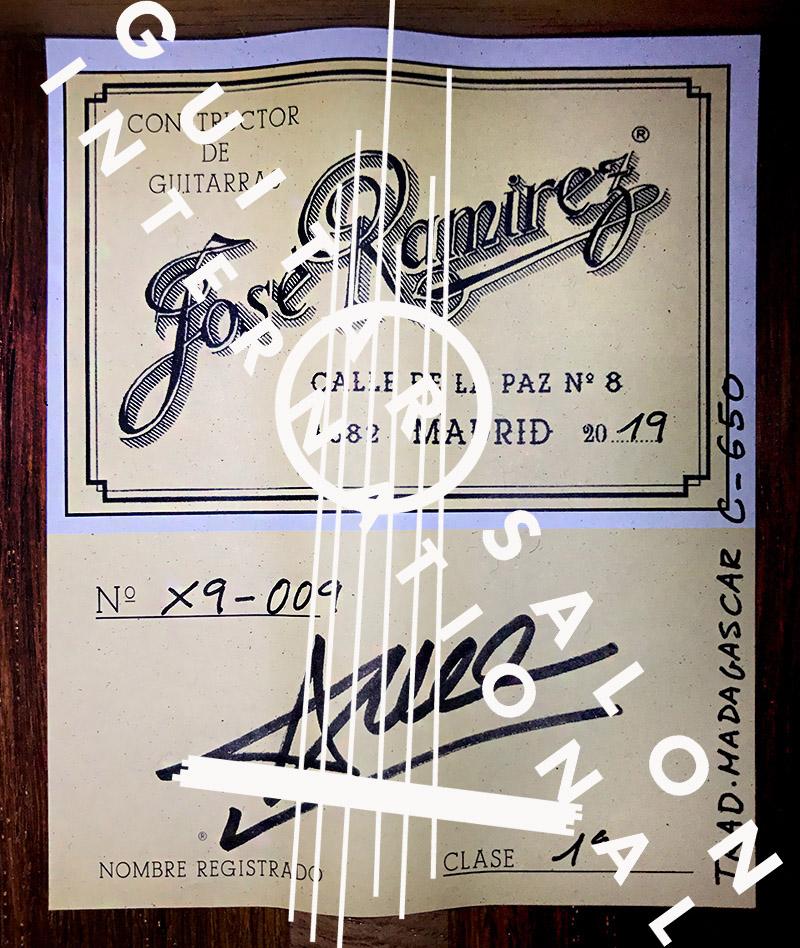 CONSTRUCTOR
DE
GUITARRAS
José Ramírez ®
CALLE DE LA PAZ Nº 8
MADRID 2019
Nº X9-009
®
NOMBRE REGISTRADO
CLASE 1ª
TRAD. MADAGASCAR C-650
GUITAR SALON
INTERNATIONAL